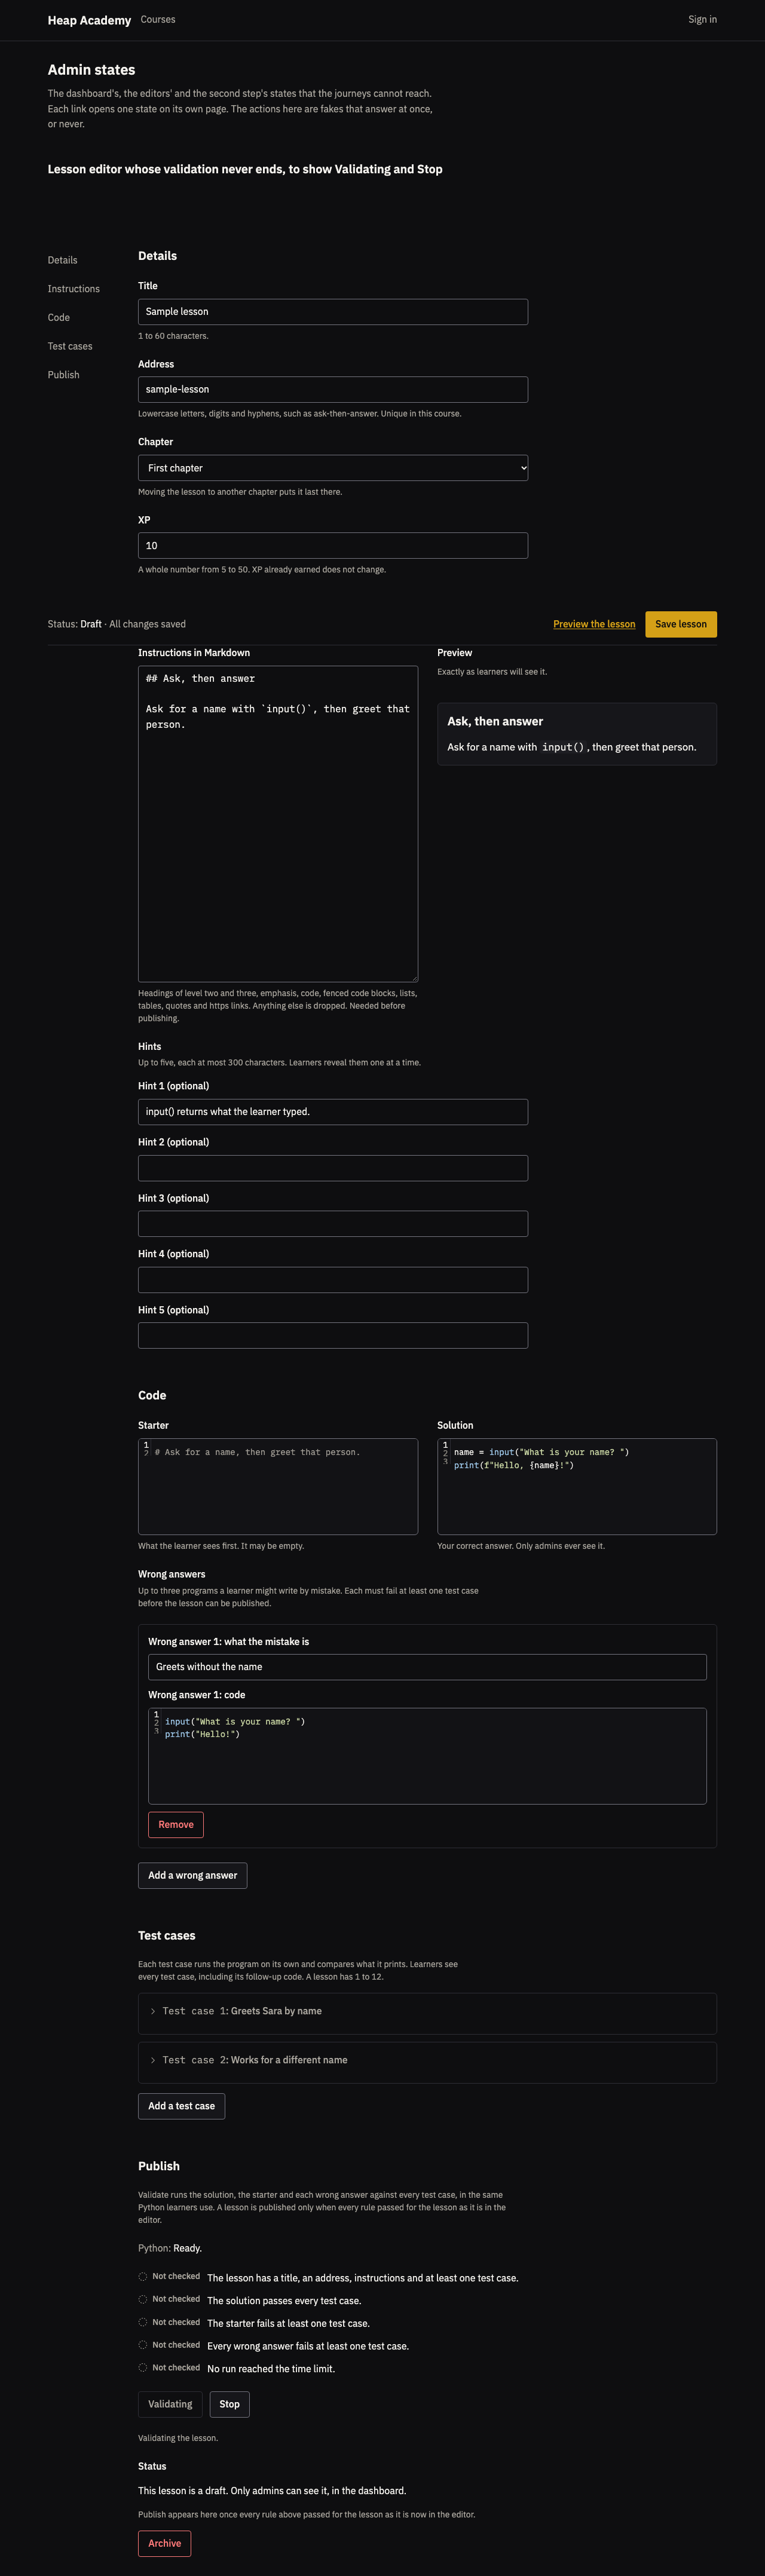 Heap Academy Courses Sign in
Admin states
The dashboard's, the editors' and the second step's states that the journeys cannot reach.
Each link opens one state on its own page. The actions here are fakes that answer at once,
or never.
Lesson editor whose validation never ends, to show Validating and Stop
Details
Instructions
Code
Test cases
Publish
Details
Title
Sample lesson
1 to 60 characters.
Address
sample-lesson
Lowercase letters, digits and hyphens, such as ask-then-answer. Unique in this course.
Chapter
First chapter
Moving the lesson to another chapter puts it last there.
XP
10
A whole number from 5 to 50. XP already earned does not change.
Status: Draft · All changes saved
Preview the lesson
Save lesson
Instructions in Markdown
## Ask, then answer
Ask for a name with `input()`, then greet that
person.
Headings of level two and three, emphasis, code, fenced code blocks, lists,
tables, quotes and https links. Anything else is dropped. Needed before
publishing.
Preview
Exactly as learners will see it.
Ask, then answer
Ask for a name with input(), then greet that person.
Hints
Up to five, each at most 300 characters. Learners reveal them one at a time.
Hint 1 (optional)
input() returns what the learner typed.
Hint 2 (optional)
Hint 3 (optional)
Hint 4 (optional)
Hint 5 (optional)
Code
Starter
1
2
# Ask for a name, then greet that person.
What the learner sees first. It may be empty.
Solution
1
2
3
name = input("What is your name? ")
print(f"Hello, {name}!")
Your correct answer. Only admins ever see it.
Wrong answers
Up to three programs a learner might write by mistake. Each must fail at least one test case
before the lesson can be published.
Wrong answer 1: what the mistake is
Greets without the name
Wrong answer 1: code
1
2
3
input("What is your name? ")
print("Hello!")
Remove
Add a wrong answer
Test cases
Each test case runs the program on its own and compares what it prints. Learners see
every test case, including its follow-up code. A lesson has 1 to 12.
Test case 1: Greets Sara by name
Test case 2: Works for a different name
Add a test case
Publish
Validate runs the solution, the starter and each wrong answer against every test case, in the same
Python learners use. A lesson is published only when every rule passed for the lesson as it is in the
editor.
Python: Ready.
Not checked The lesson has a title, an address, instructions and at least one test case.
Not checked The solution passes every test case.
Not checked The starter fails at least one test case.
Not checked Every wrong answer fails at least one test case.
Not checked No run reached the time limit.
Validating
Stop
Validating the lesson.
Status
This lesson is a draft. Only admins can see it, in the dashboard.
Publish appears here once every rule above passed for the lesson as it is now in the editor.
Archive